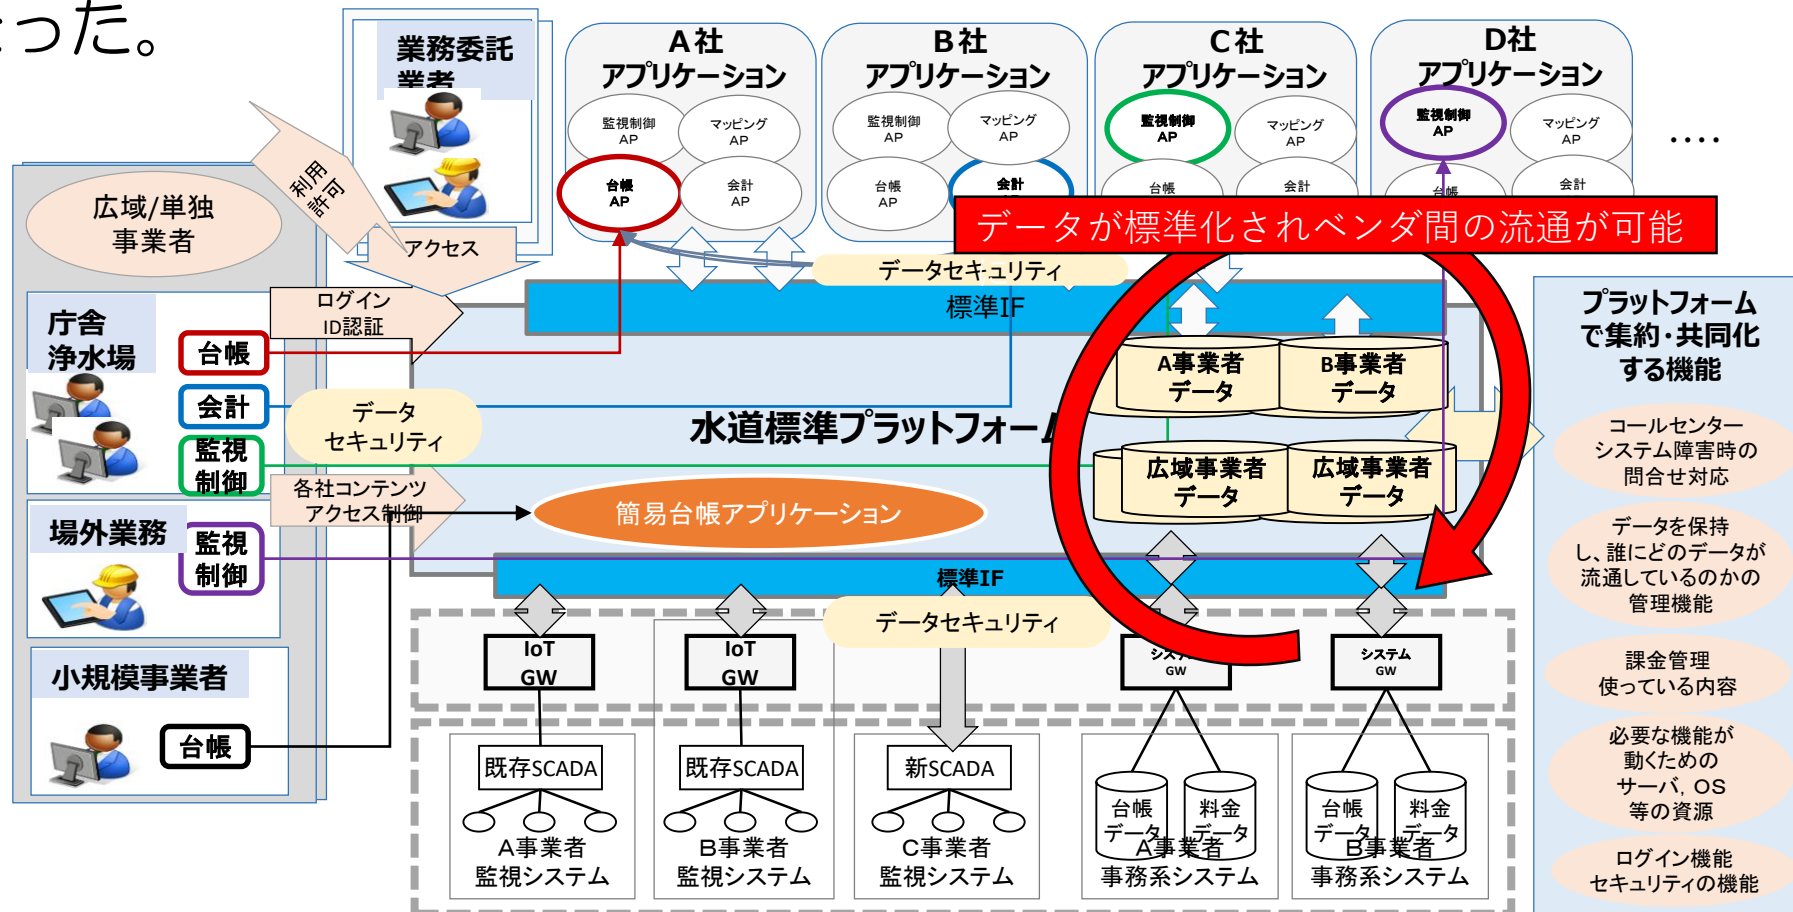 った。
業務委託
業者
A社
アプリケーション
監視制御
AP
マッピング
AP
台帳
AP
会計
AP
B社
アプリケーション
監視制御
AP
マッピング
AP
台帳
AP
会計
C社
アプリケーション
監視制御
AP
マッピング
AP
台帳
会計
D社
アプリケーション
監視制御
AP
マッピング
AP
台帳
会計
....
データが標準化されベンダ間の流通が可能
利用
許可
アクセス
広域/単独
事業者
ログイン
ID認証
データセキュリティ
標準IF
庁舎
浄水場
台帳
会計
監視
制御
データ
セキュリティ
水道標準プラットフォーム
A事業者
データ
B事業者
データ
広域事業者
データ
広域事業者
データ
各社コンテンツ
アクセス制御
簡易台帳アプリケーション
場外業務
監視
制御
標準IF
データセキュリティ
小規模事業者
台帳
IoT
GW
IoT
GW
システム
GW
システム
GW
既存SCADA
既存SCADA
新SCADA
台帳
データ
料金
データ
台帳
データ
料金
データ
A事業者
監視システム
B事業者
監視システム
C事業者
監視システム
A事業者
事務系システム
B事業者
事務系システム
プラットフォーム
で集約・共同化
する機能
コールセンター
システム障害時の
問合せ対応
データを保持
し、誰にどのデータが
流通しているのかの
管理機能
課金管理
使っている内容
必要な機能が
動くための
サーバ, OS
等の資源
ログイン機能
セキュリティの機能